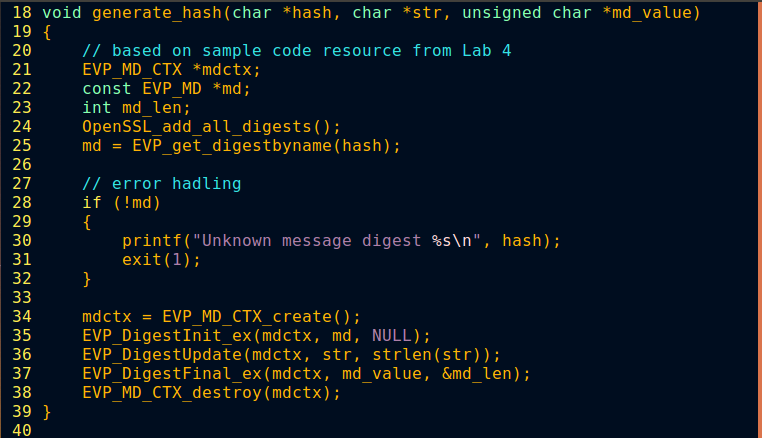 18 void generate_hash(char *hash, char *str, unsigned char *md_value)
19 {
20     // based on sample code resource from Lab 4
21     EVP_MD_CTX *mdctx;
22     const EVP_MD *md;
23     int md_len;
24     OpenSSL_add_all_digests();
25     md = EVP_get_digestbyname(hash);
26
27     // error hadling
28     if (!md)
29     {
30         printf("Unknown message digest %s\n", hash);
31         exit(1);
32     }
33
34     mdctx = EVP_MD_CTX_create();
35     EVP_DigestInit_ex(mdctx, md, NULL);
36     EVP_DigestUpdate(mdctx, str, strlen(str));
37     EVP_DigestFinal_ex(mdctx, md_value, &md_len);
38     EVP_MD_CTX_destroy(mdctx);
39 }
40